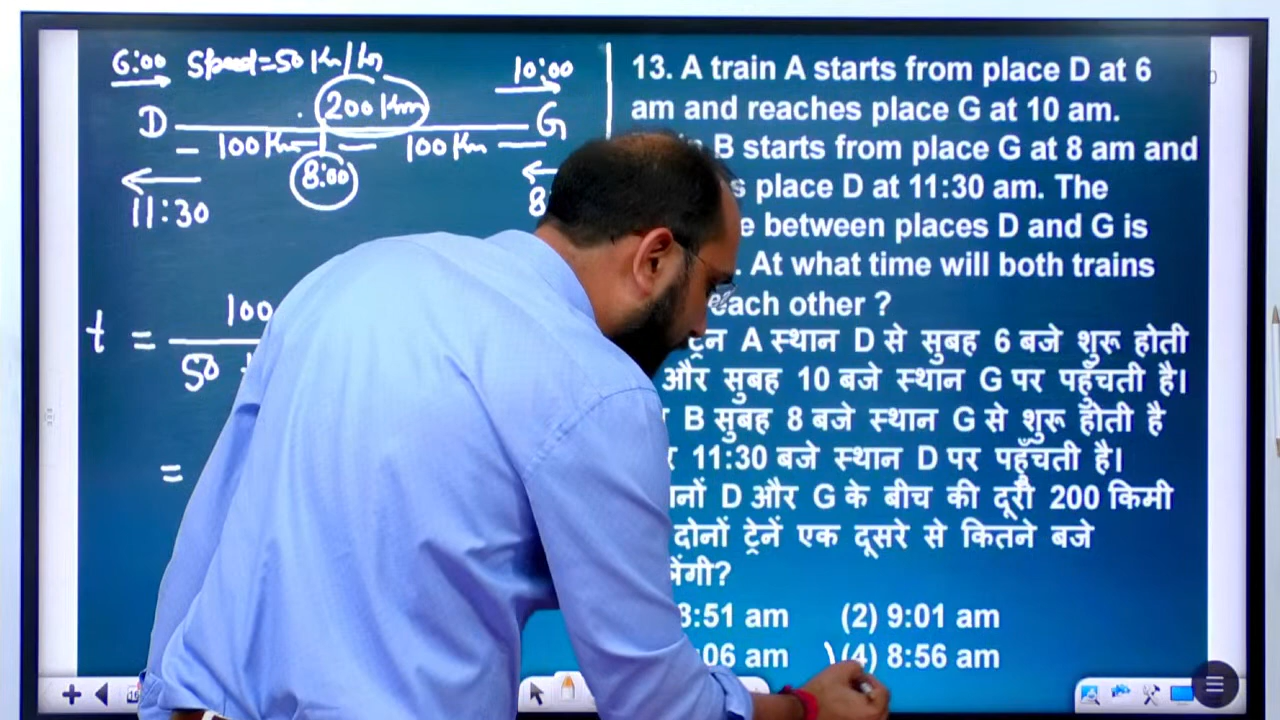 6:00 Speed=50 Km/hr
10:00
200 Km
D
G
100 Km
100 Km
8:00
11:30
8
t = 100
50
=
13. A train A starts from place D at 6
am and reaches place G at 10 am.
B starts from place G at 8 am and
place D at 11:30 am. The
between places D and G is
. At what time will both trains
each other ?
A स्थान D से सुबह 6 बजे शुरू होती
और सुबह 10 बजे स्थान G पर पहुँचती है।
B सुबह 8 बजे स्थान G से शुरू होती है
11:30 बजे स्थान D पर पहुँचती है।
D और G के बीच की दूरी 200 किमी
दोनों ट्रेनें एक दूसरे से कितने बजे
8:51 am (2) 9:01 am
06 am (4) 8:56 am